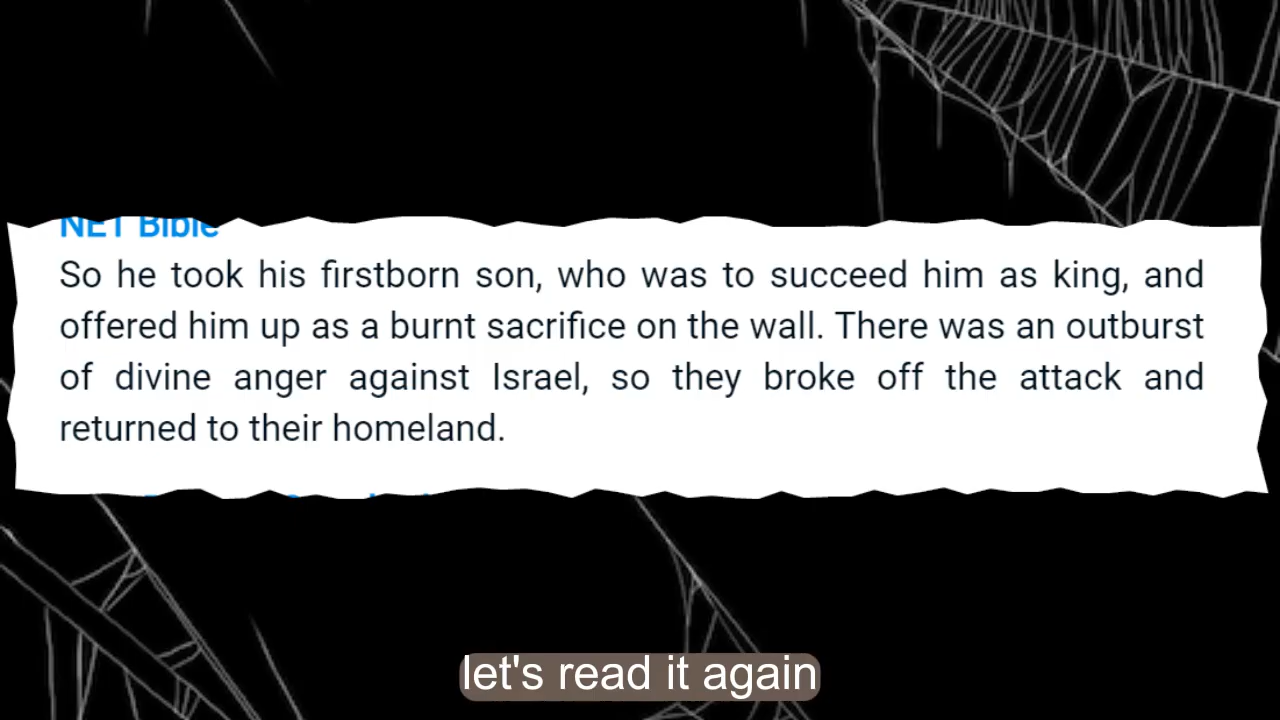 NET Bible
So he took his firstborn son, who was to succeed him as king, and
offered him up as a burnt sacrifice on the wall. There was an outburst
of divine anger against Israel, so they broke off the attack and
returned to their homeland.
let's read it again